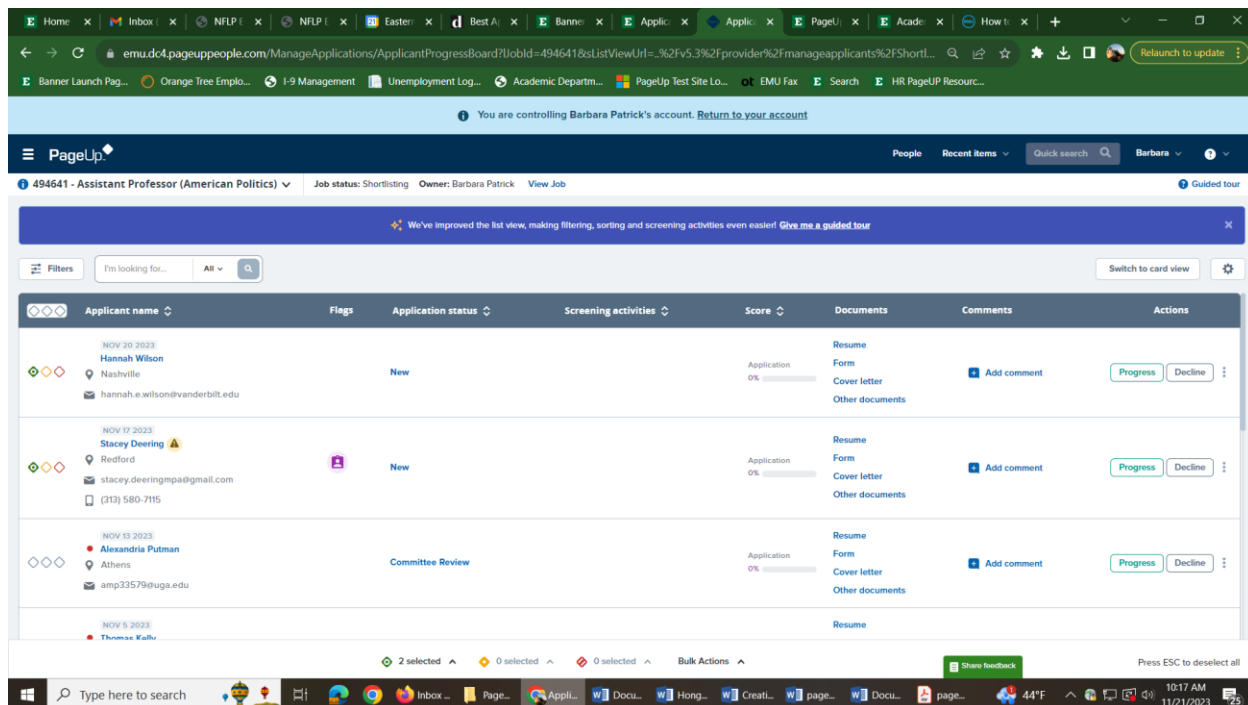 Home
Inbox (
NFLP E
NFLP E
Eastern
Best Ap
Banner
Applica
Applica
PageUp
Acader
How to
emu.dc4.pageuppeople.com/ManageApplications/ApplicantProgressBoard?UobId=494641&sListViewUrl=..%2Fv5.3%2Fprovider%2Fmanageapplicants%2FShortl...
Relaunch to update
Banner Launch Pag...
Orange Tree Emplo...
I-9 Management
Unemployment Log...
Academic Departm...
PageUp Test Site Lo...
EMU Fax
Search
HR PageUP Resourc...
You are controlling Barbara Patrick's account. Return to your account
PageUp
People
Recent items
Quick search
Barbara
494641 - Assistant Professor (American Politics)
Job status: Shortlisting
Owner: Barbara Patrick
View Job
Guided tour
We've improved the list view, making filtering, sorting and screening activities even easier! Give me a guided tour
Filters
I'm looking for...
All
Switch to card view
Applicant name
Flags
Application status
Screening activities
Score
Documents
Comments
Actions
NOV 20 2023
Hannah Wilson
Nashville
hannah.e.wilson@vanderbilt.edu
New
Application
0%
Resume
Form
Cover letter
Other documents
Add comment
Progress
Decline
NOV 17 2023
Stacey Deering
Redford
stacey.deeringmpa@gmail.com
(313) 580-7115
New
Application
0%
Resume
Form
Cover letter
Other documents
Add comment
Progress
Decline
NOV 13 2023
Alexandria Putman
Athens
amp33579@uga.edu
Committee Review
Application
0%
Resume
Form
Cover letter
Other documents
Add comment
Progress
Decline
NOV 5 2023
Thomas Kelly
Resume
2 selected
0 selected
0 selected
Bulk Actions
Share feedback
Press ESC to deselect all
Type here to search
Inbox ...
Page...
Appli...
Docu...
Hong...
Creati...
page...
Docu...
page...
44°F
10:17 AM
11/21/2023
25